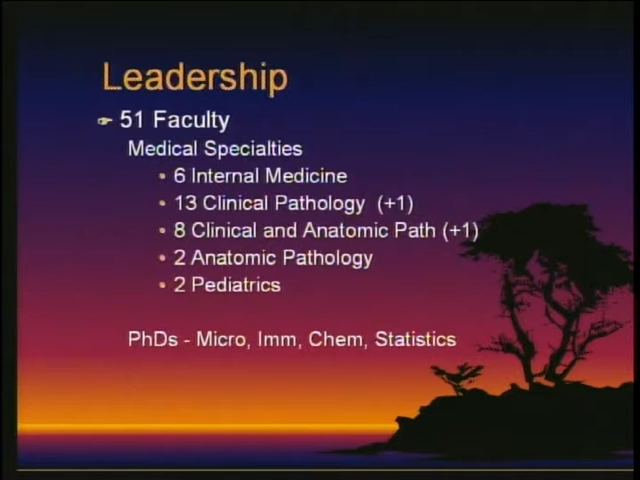 Leadership
☞ 51 Faculty
Medical Specialties
• 6 Internal Medicine
• 13 Clinical Pathology (+1)
• 8 Clinical and Anatomic Path (+1)
• 2 Anatomic Pathology
• 2 Pediatrics
PhDs - Micro, Imm, Chem, Statistics